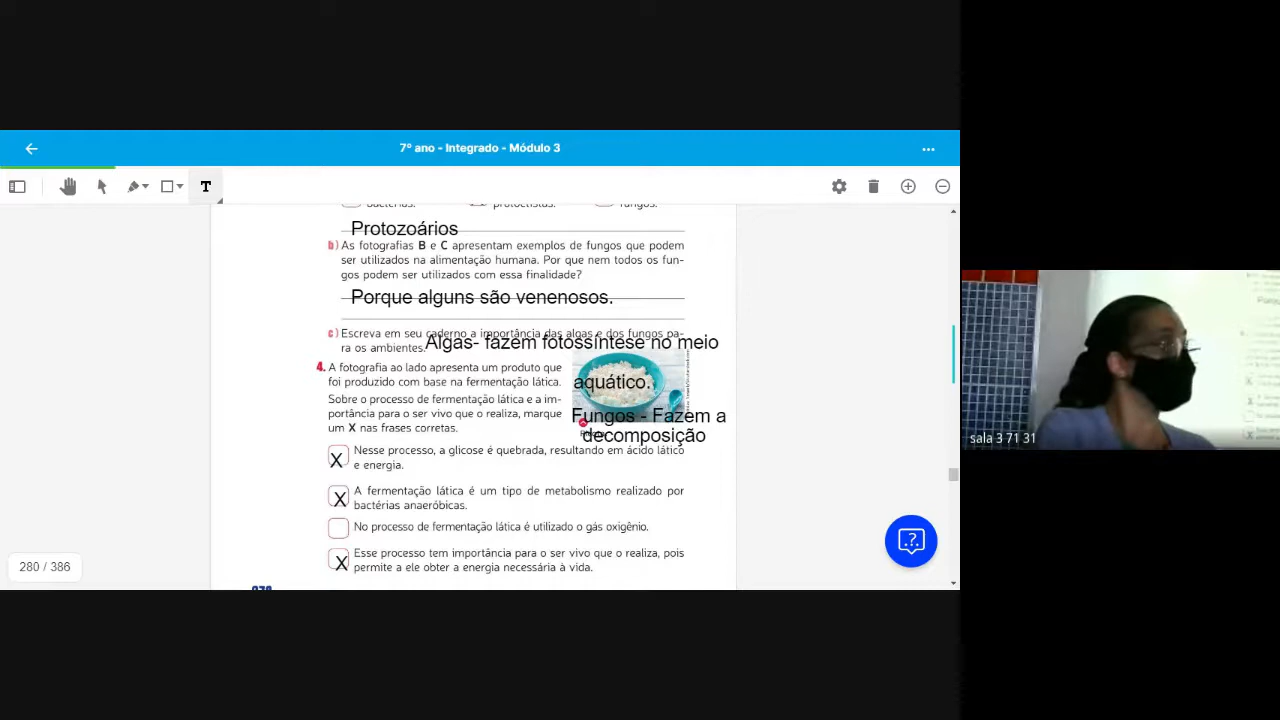 7º ano - Integrado - Módulo 3
T
bactérias. protoctistas. fungos.
Protozoários
b) As fotografias B e C apresentam exemplos de fungos que podem
ser utilizados na alimentação humana. Por que nem todos os fun-
gos podem ser utilizados com essa finalidade?
Porque alguns são venenosos.
c) Escreva em seu caderno a importância das algas e dos fungos pa-
ra os ambientes.
Algas- fazem fotossíntese no meio
aquático.
Fungos - Fazem a
decomposição
4. A fotografia ao lado apresenta um produto que
foi produzido com base na fermentação lática.
Sobre o processo de fermentação lática e a im-
portância para o ser vivo que o realiza, marque
um X nas frases corretas.
X Nesse processo, a glicose é quebrada, resultando em ácido lático
e energia.
X A fermentação lática é um tipo de metabolismo realizado por
bactérias anaeróbicas.
No processo de fermentação lática é utilizado o gás oxigênio.
X Esse processo tem importância para o ser vivo que o realiza, pois
permite a ele obter a energia necessária à vida.
280 / 386
sala 3 71 31